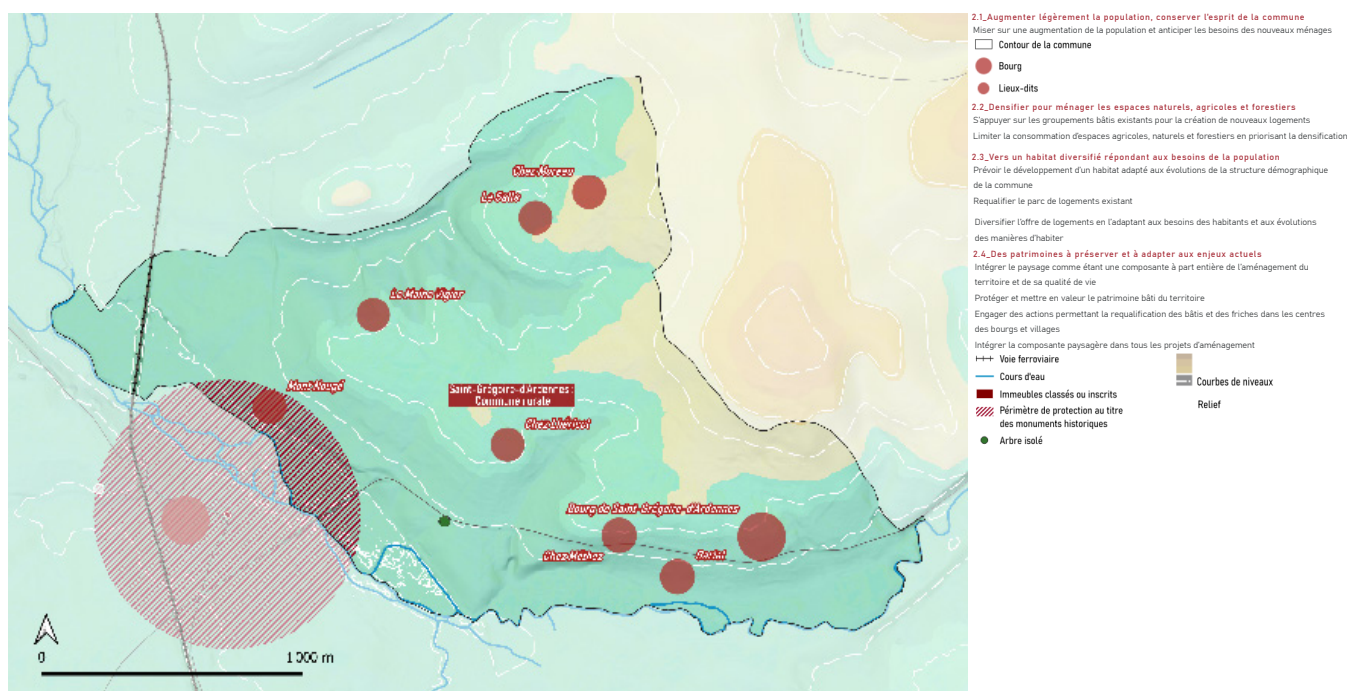 Chez Moreau
La Salle
Le Maine Vigier
Mont Nougé
Saint-Grégoire-d'Ardennes :
Commune rurale
Bourg de Saint-Grégoire-d'Ardennes
0
1 000 m
2.1_Augmenter légèrement la population, conserver l'esprit de la commune
Miser sur une augmentation de la population et anticiper les besoins des nouveaux ménages
Contour de la commune
Bourg
Lieux-dits
2.2_Densifier pour ménager les espaces naturels, agricoles et forestiers
S'appuyer sur les groupements bâtis existants pour la création de nouveaux logements
Limiter la consommation d'espaces agricoles, naturels et forestiers en priorisant la densification
2.3_Vers un habitat diversifié répondant aux besoins de la population
Prévoir le développement d'un habitat adapté aux évolutions de la structure démographique
de la commune
Requalifier le parc de logements existant
Diversifier l'offre de logements en l'adaptant aux besoins des habitants et aux évolutions
des manières d'habiter
2.4_Des patrimoines à préserver et à adapter aux enjeux actuels
Intégrer le paysage comme étant une composante à part entière de l'aménagement du
territoire et de sa qualité de vie
Protéger et mettre en valeur le patrimoine bâti du territoire
Engager des actions permettant la requalification des bâtis et des friches dans les centres
des bourgs et villages
Intégrer la composante paysagère dans tous les projets d'aménagement
Voie ferroviaire
Cours d'eau
Immeubles classés ou inscrits
Périmètre de protection au titre
des monuments historiques
Arbre isolé
Courbes de niveaux
Relief